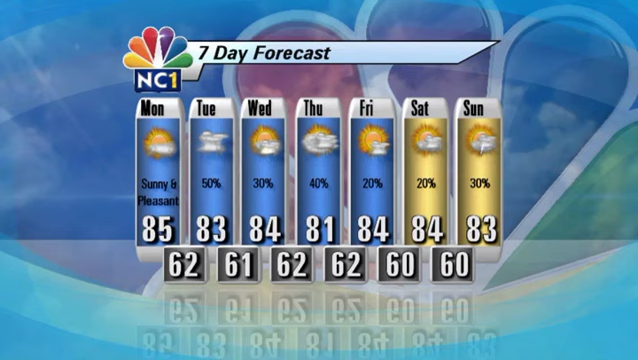 7 Day Forecast
NC1
Mon Tue Wed Thu Fri Sat Sun
Sunny & 50% 30% 40% 20% 20% 30%
Pleasant
85 83 84 81 84 84 83
62 61 62 62 60 60